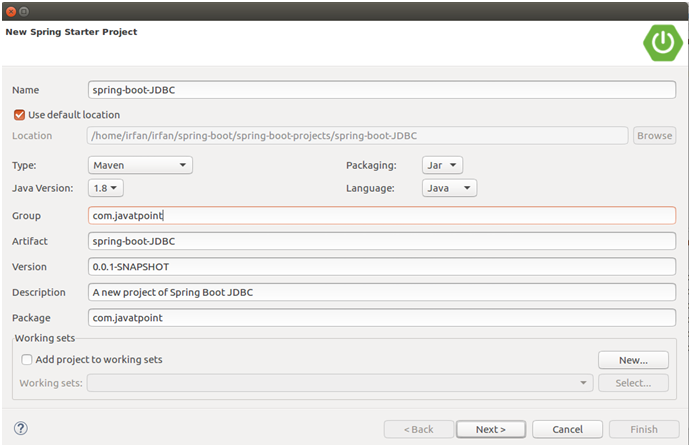 New Spring Starter Project
Name spring-boot-JDBC
Use default location
Location /home/irfan/irfan/spring-boot/spring-boot-projects/spring-boot-JDBC Browse
Type: Maven Packaging: Jar
Java Version: 1.8 Language: Java
Group com.javatpoint
Artifact spring-boot-JDBC
Version 0.0.1-SNAPSHOT
Description A new project of Spring Boot JDBC
Package com.javatpoint
Working sets
Add project to working sets New...
Working sets: Select...
? < Back Next > Cancel Finish